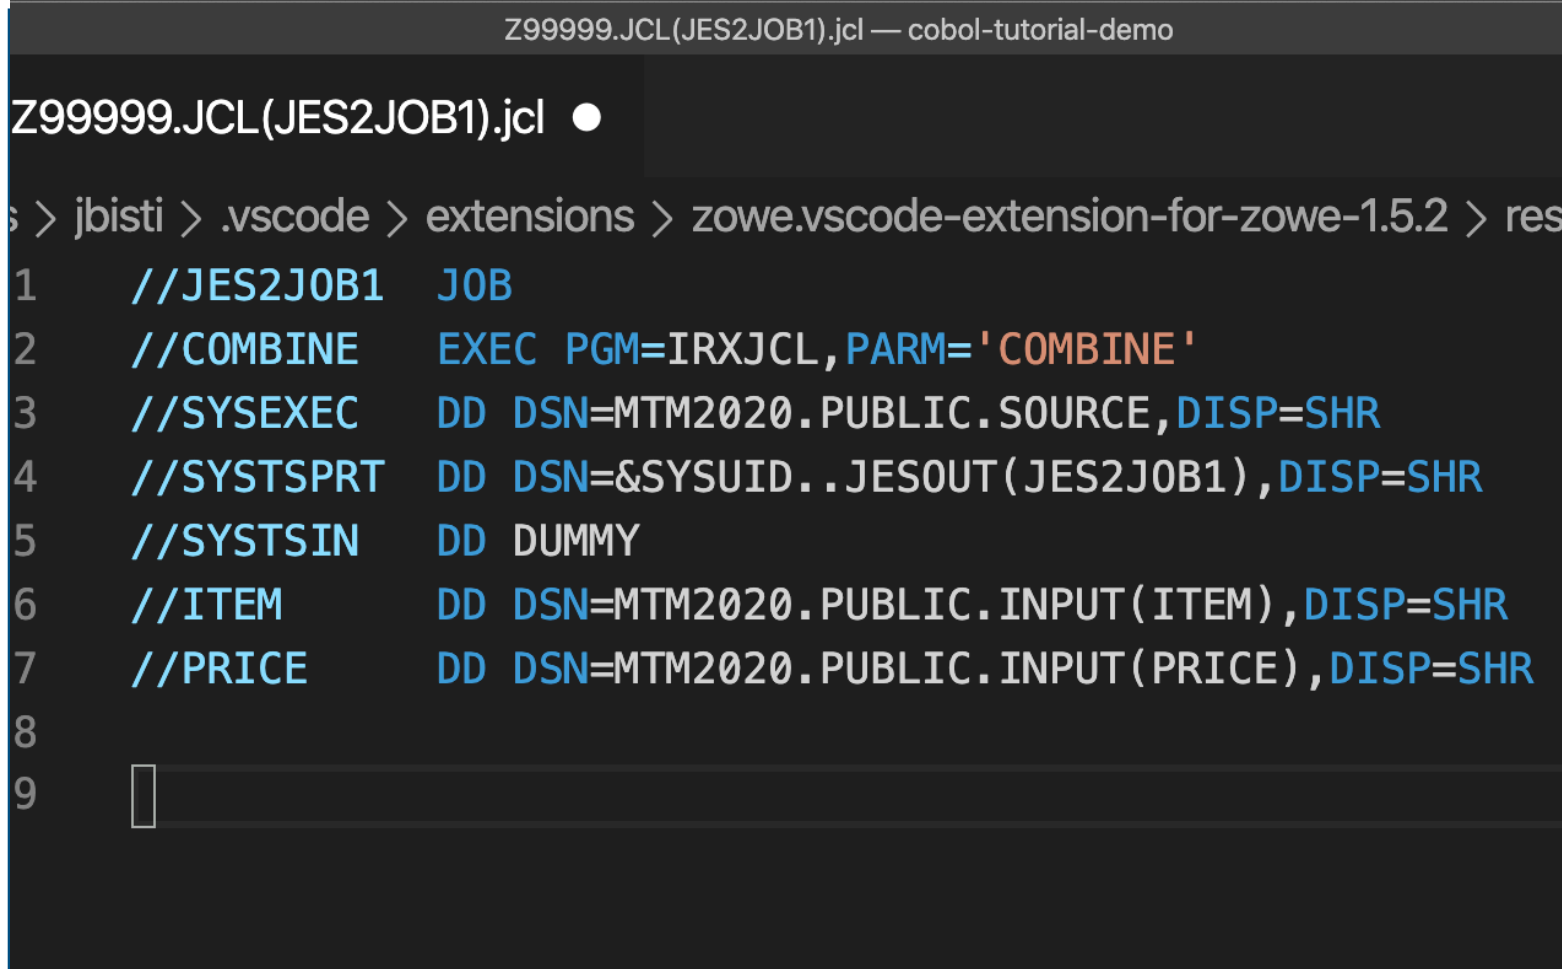 Z99999.JCL(JES2JOB1).jcl — cobol-tutorial-demo
Z99999.JCL(JES2JOB1).jcl ●
s > jbisti > .vscode > extensions > zowe.vscode-extension-for-zowe-1.5.2 > res
1 //JES2JOB1  JOB
2 //COMBINE   EXEC PGM=IRXJCL,PARM='COMBINE'
3 //SYSEXEC   DD DSN=MTM2020.PUBLIC.SOURCE,DISP=SHR
4 //SYSTSPRT  DD DSN=&SYSUID..JESOUT(JES2JOB1),DISP=SHR
5 //SYSTSIN   DD DUMMY
6 //ITEM      DD DSN=MTM2020.PUBLIC.INPUT(ITEM),DISP=SHR
7 //PRICE     DD DSN=MTM2020.PUBLIC.INPUT(PRICE),DISP=SHR
8
9